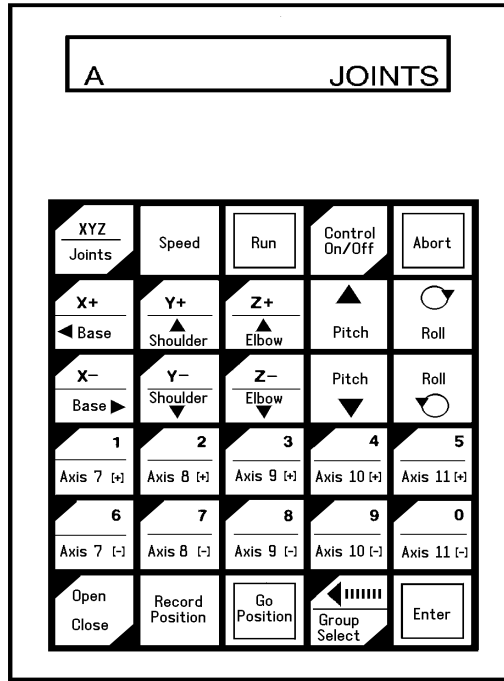 A JOINTS
XYZ
Joints
Speed
Run
Control
On/Off
Abort
X+
Base
Y+
Shoulder
Z+
Elbow
Pitch
Roll
X−
Base
Y−
Shoulder
Z−
Elbow
Pitch
Roll
1
Axis 7 [+]
2
Axis 8 [+]
3
Axis 9 [+]
4
Axis 10 [+]
5
Axis 11 [+]
6
Axis 7 [-]
7
Axis 8 [-]
8
Axis 9 [-]
9
Axis 10 [-]
0
Axis 11 [-]
Open
Close
Record
Position
Go
Position
Group
Select
Enter